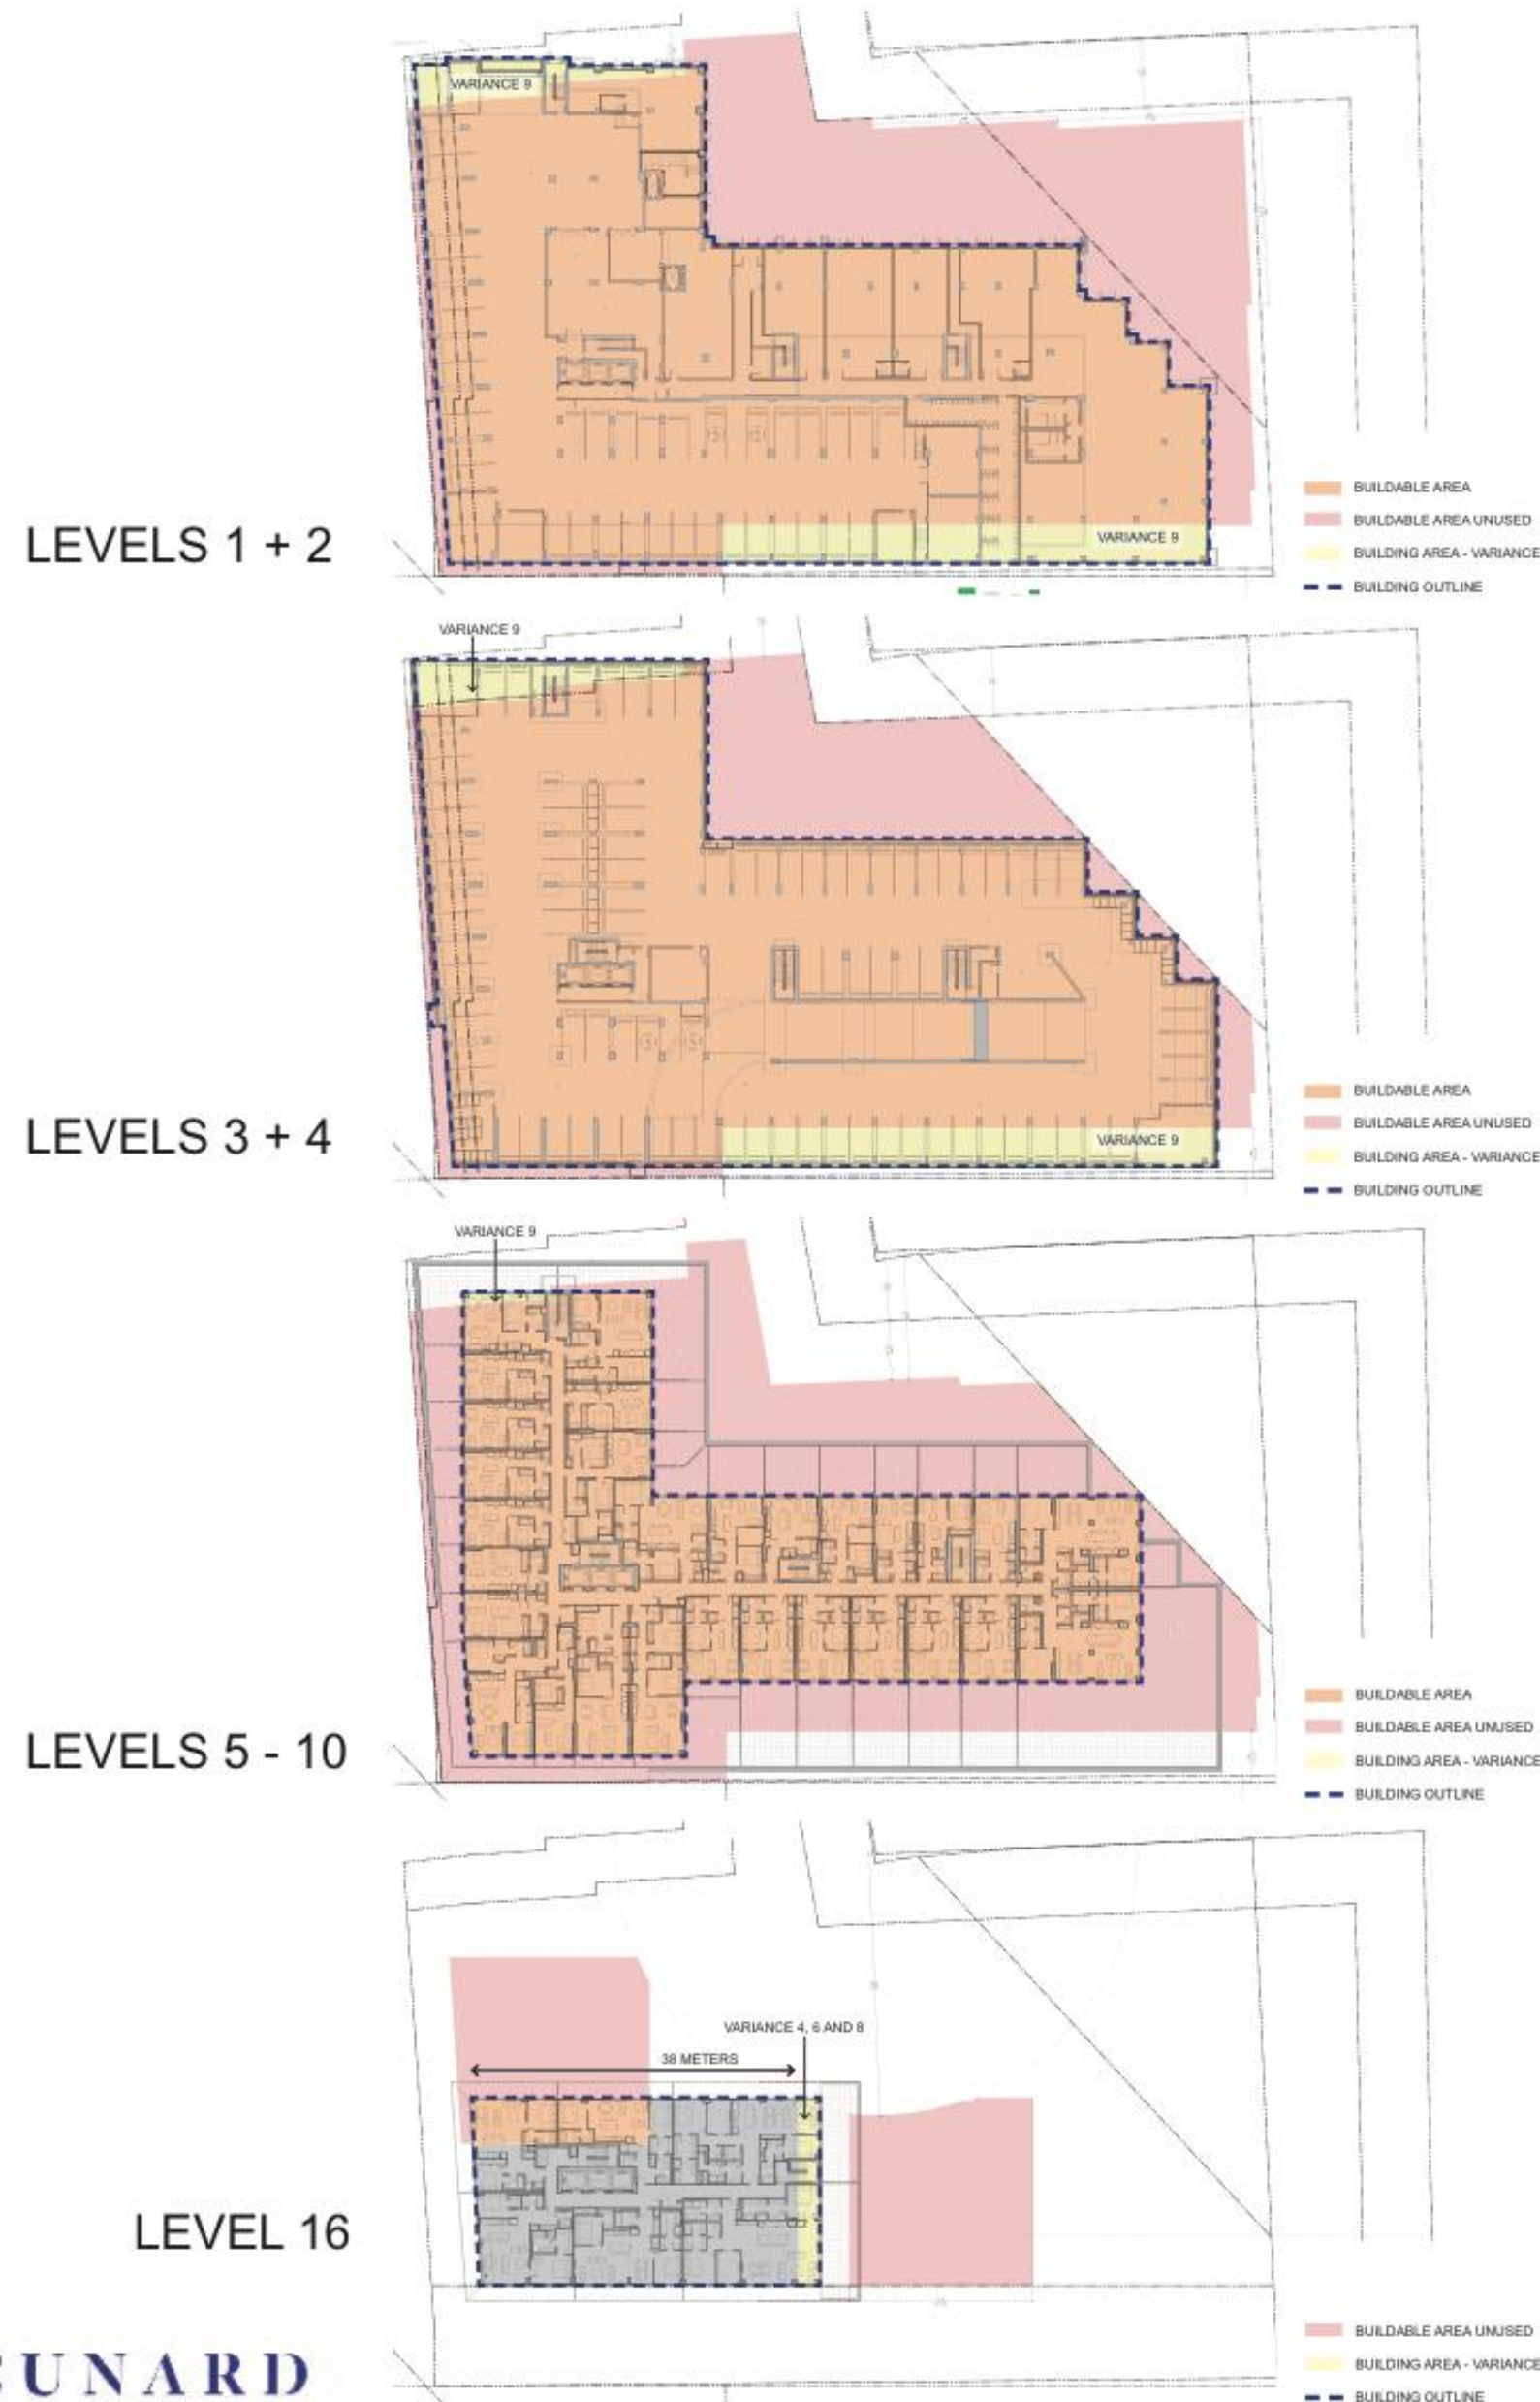 VARIANCE 9
BUILDABLE AREA
BUILDABLE AREA UNUSED
VARIANCE 9
LEVELS 1 + 2
BUILDING AREA - VARIANCE
BUILDING OUTLINE
VARIANCE 9
BUILDABLE AREA
BUILDABLE AREA UNUSED
LEVELS 3 + 4
VARIANCE 9
BUILDING AREA - VARIANCE
BUILDING OUTLINE
VARIANCE 9
BUILDABLE AREA
BUILDABLE AREA UNUSED
LEVELS 5 - 10
BUILDING AREA - VARIANCE
BUILDING OUTLINE
VARIANCE 4, 6 AND 8
38 METERS
LEVEL 16
BUILDABLE AREA UNUSED
BUILDING AREA - VARIANCE
BUILDING OUTLINE
CUNARD